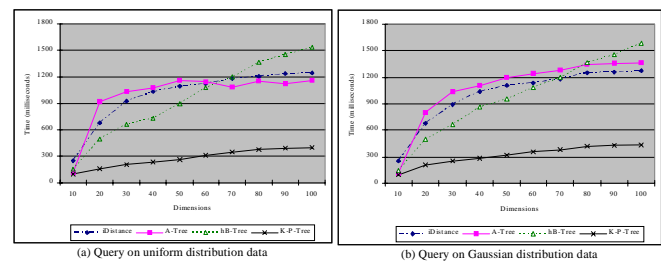 1800
1500
1200
900
600
300
0
Time (milliseconds)
10 20 30 40 50 60 70 80 90 100
Dimensions
iDistance A-Tree hB-Tree K-P-Tree
(a) Query on uniform distribution data
1800
1500
1200
900
600
300
0
Time (milliseconds)
10 20 30 40 50 60 70 80 90 100
Dimensions
iDistance A-Tree hB-Tree K-P-Tree
(b) Query on Gaussian distribution data